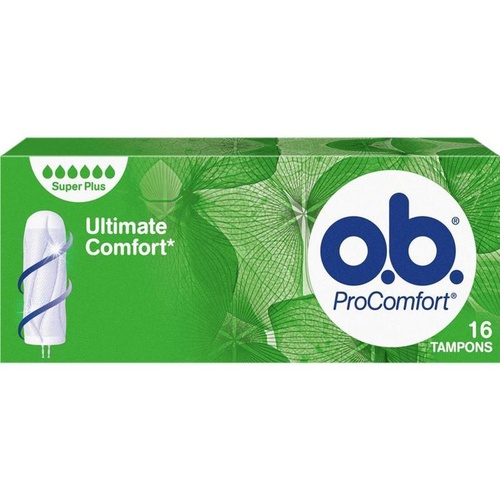 Super Plus
Ultimate
Comfort*
o.b.®
ProComfort®
16
TAMPONS